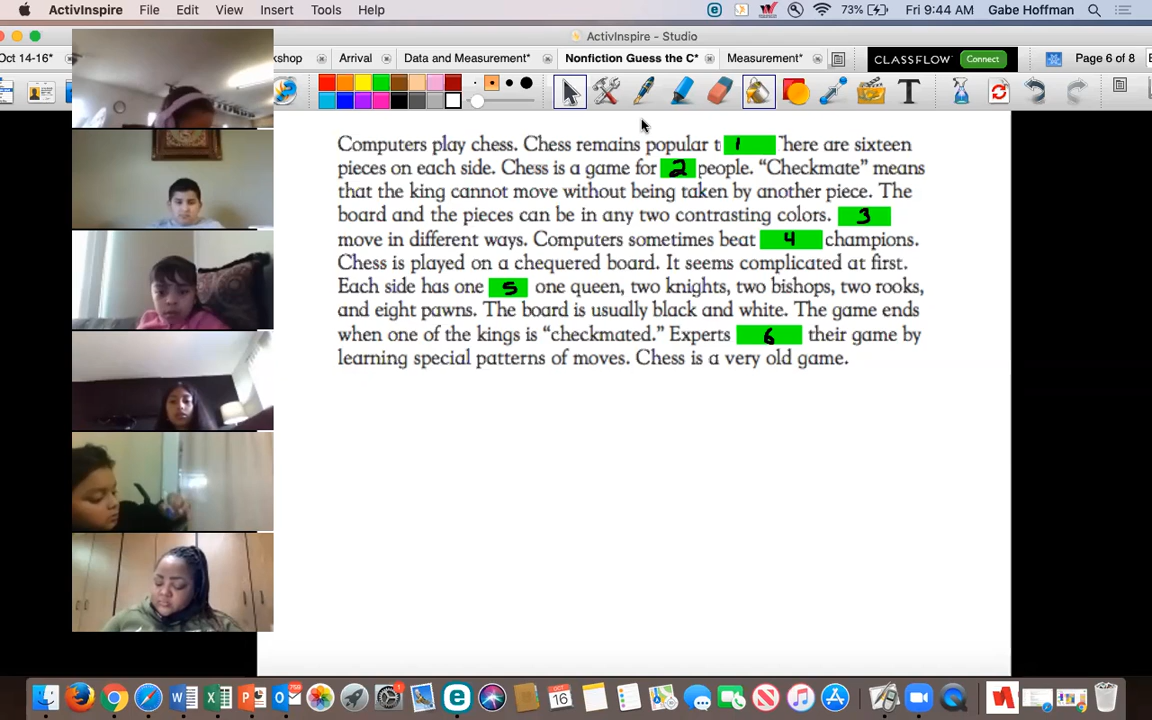 ActivInspire File Edit View Insert Tools Help 73% Fri 9:44 AM Gabe Hoffman
ActivInspire - Studio
Oct 14-16* kshop Arrival Data and Measurement* Nonfiction Guess the C* Measurement* CLASSFLOW Connect Page 6 of 8
Computers play chess. Chess remains popular t 1 There are sixteen
pieces on each side. Chess is a game for 2 people. “Checkmate” means
that the king cannot move without being taken by another piece. The
board and the pieces can be in any two contrasting colors. 3
move in different ways. Computers sometimes beat 4 champions.
Chess is played on a chequered board. It seems complicated at first.
Each side has one 5 one queen, two knights, two bishops, two rooks,
and eight pawns. The board is usually black and white. The game ends
when one of the kings is “checkmated.” Experts 6 their game by
learning special patterns of moves. Chess is a very old game.
OCT
16